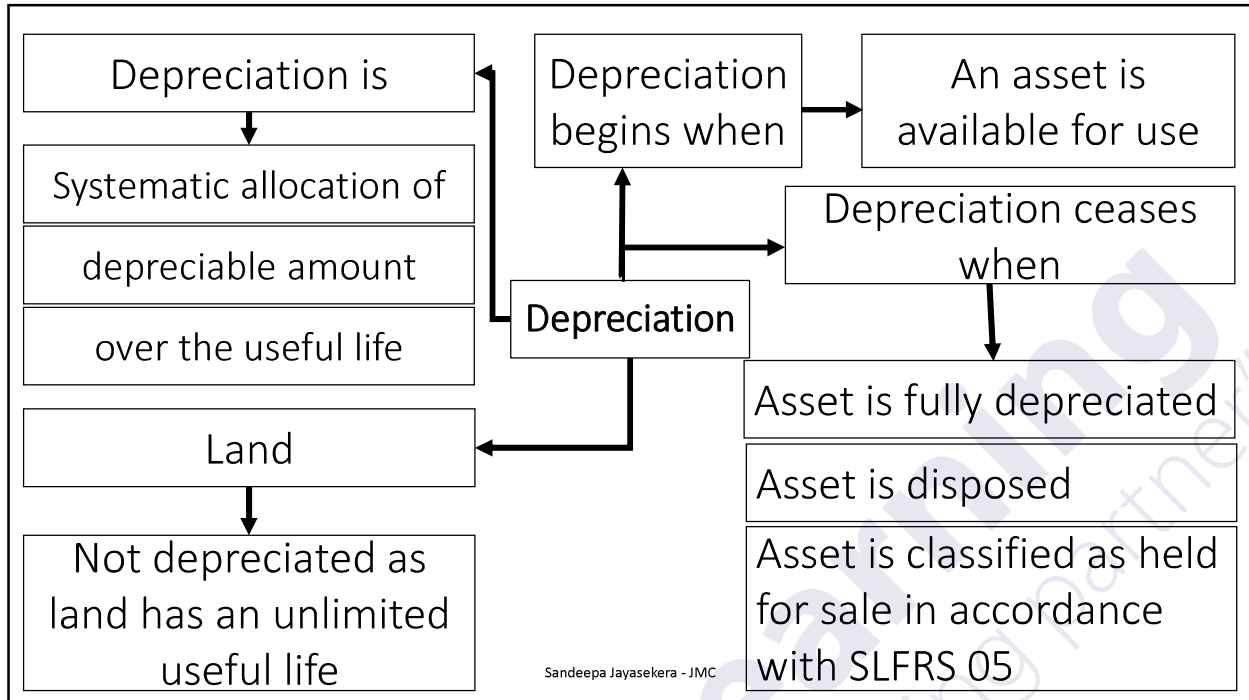 Depreciation is
Systematic allocation of
depreciable amount
over the useful life
Land
Not depreciated as
land has an unlimited
useful life
Depreciation
Depreciation
begins when
An asset is
available for use
Depreciation ceases
when
Asset is fully depreciated
Asset is disposed
Asset is classified as held
for sale in accordance
with SLFRS 05
Sandeepa Jayasekera - JMC